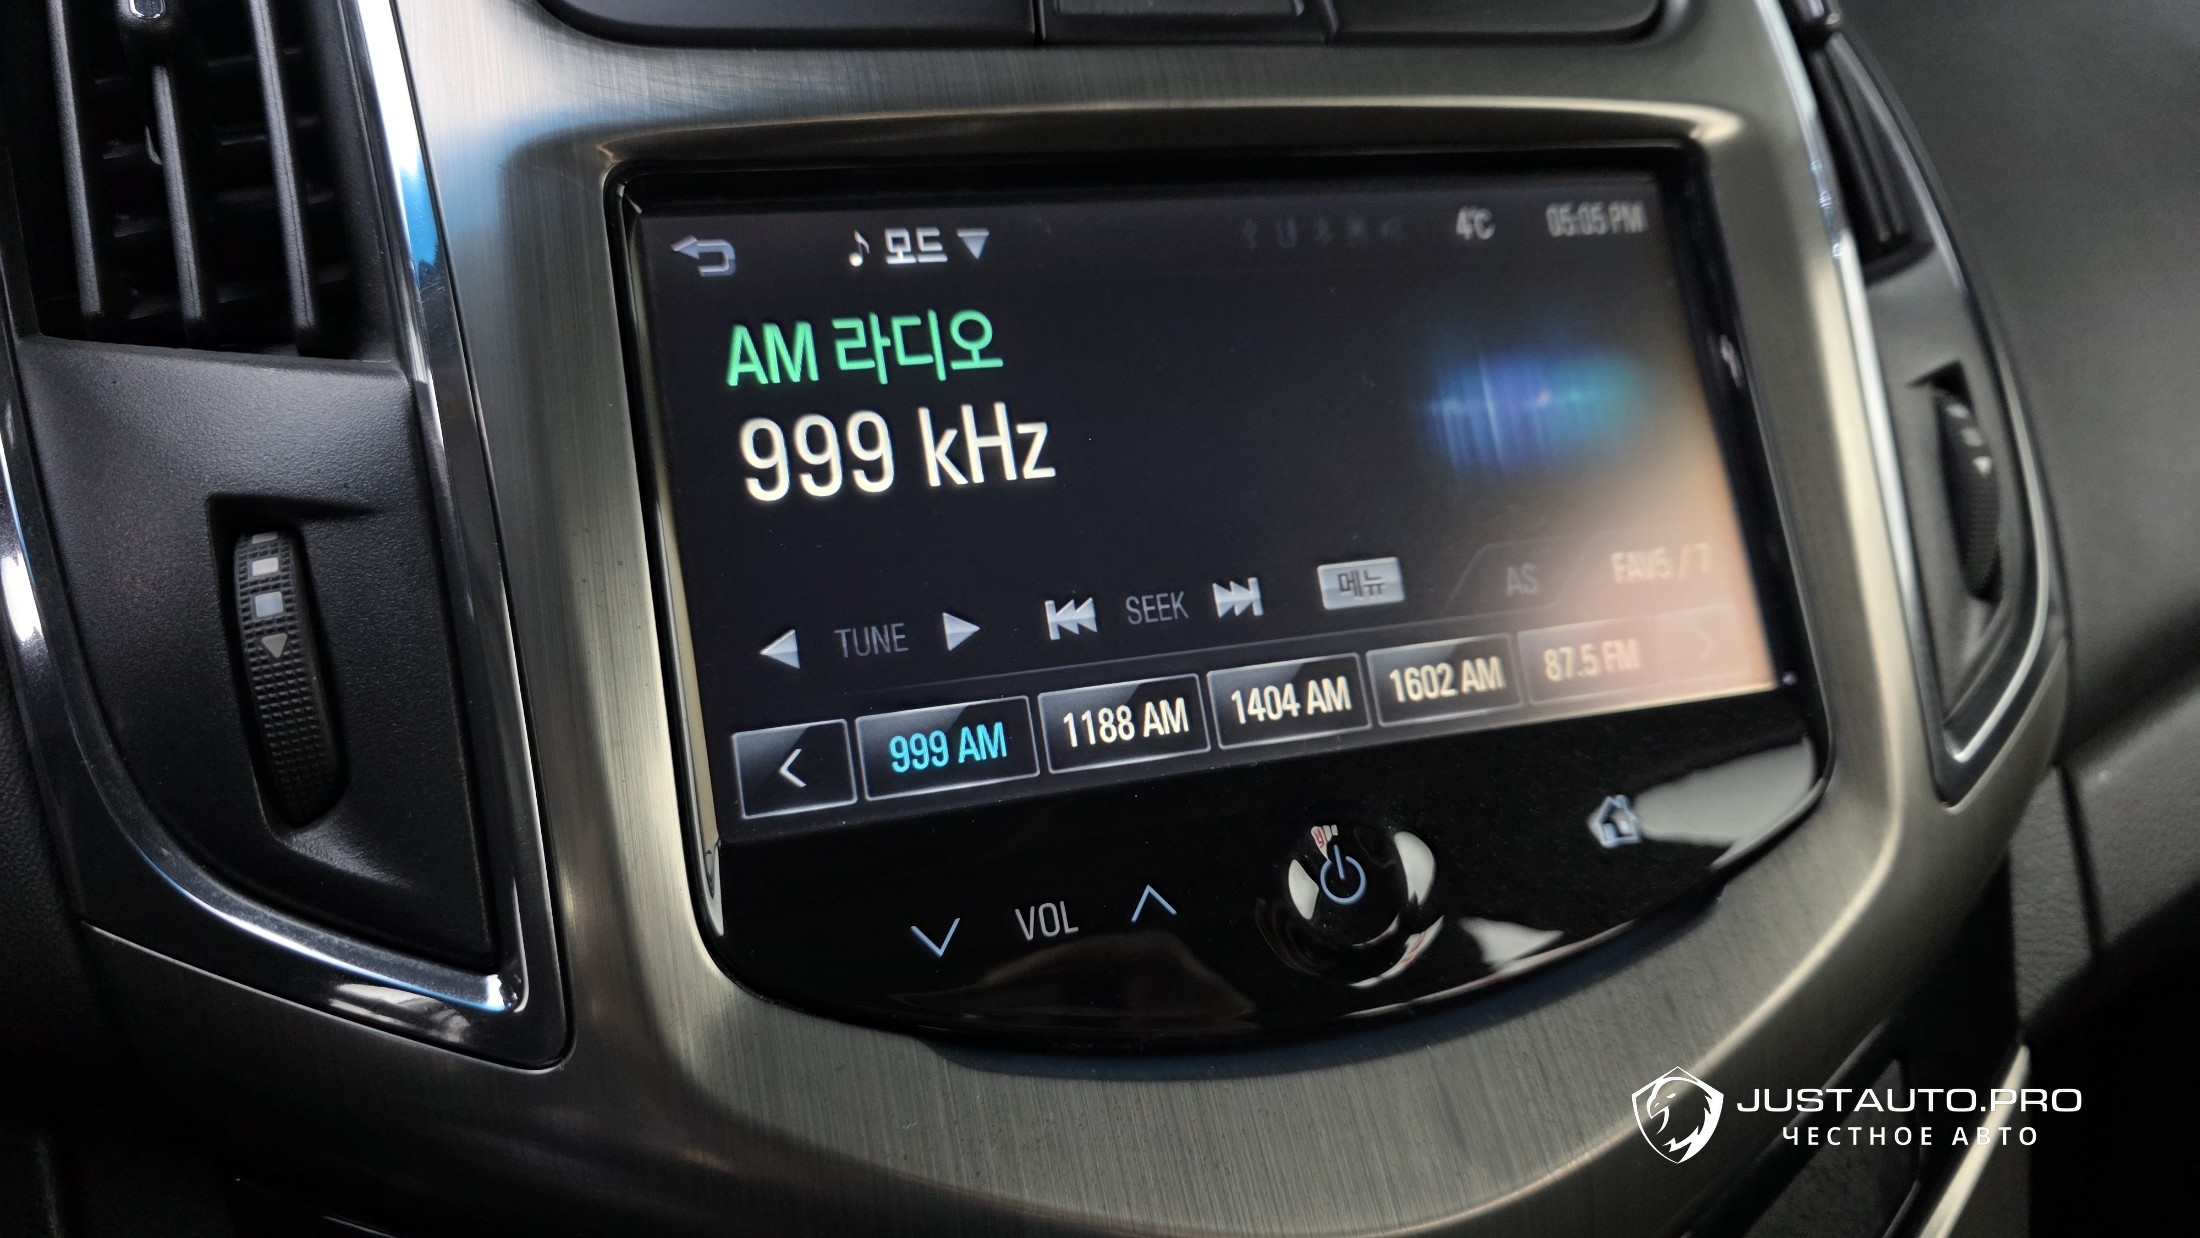 모드 4°C 05:05 PM
AM 라디오
999 kHz
TUNE SEEK 메뉴 AS FAV5 / 7
999 AM 1188 AM 1404 AM 1602 AM 87.5 FM
VOL
JUSTAUTO.PRO
ЧЕСТНОЕ АВТО